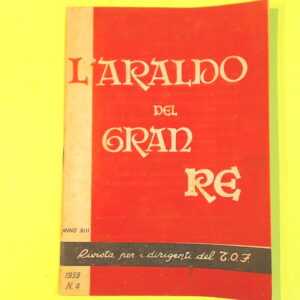 L'ARALDO
DEL
GRAN
RE
ANNO XIII
Rivista per i dirigenti del T.O.F.
1959
N. 4